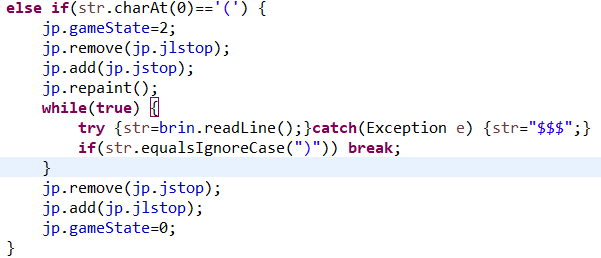 else if(str.charAt(0)=='(') {
jp.gameState=2;
jp.remove(jp.jlstop);
jp.add(jp.jstop);
jp.repaint();
while(true) {
try {str=brin.readLine();}catch(Exception e) {str="$$$";}
if(str.equalsIgnoreCase(")")) break;
}
jp.remove(jp.jstop);
jp.add(jp.jlstop);
jp.gameState=0;
}